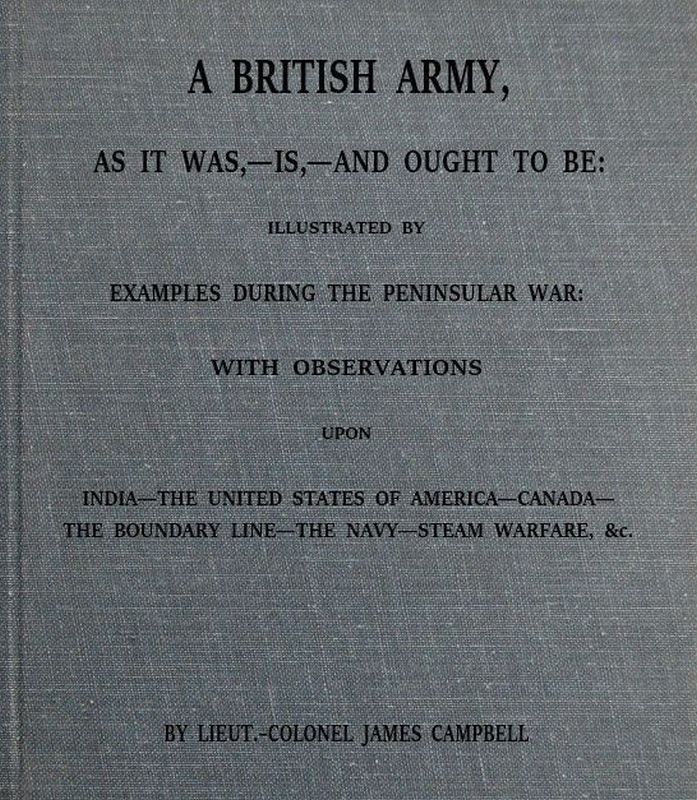 A BRITISH ARMY,
AS IT WAS,—IS,—AND OUGHT TO BE:
ILLUSTRATED BY
EXAMPLES DURING THE PENINSULAR WAR:
WITH OBSERVATIONS
UPON
INDIA—THE UNITED STATES OF AMERICA—CANADA—
THE BOUNDARY LINE—THE NAVY—STEAM WARFARE, &c.
BY LIEUT.-COLONEL JAMES CAMPBELL